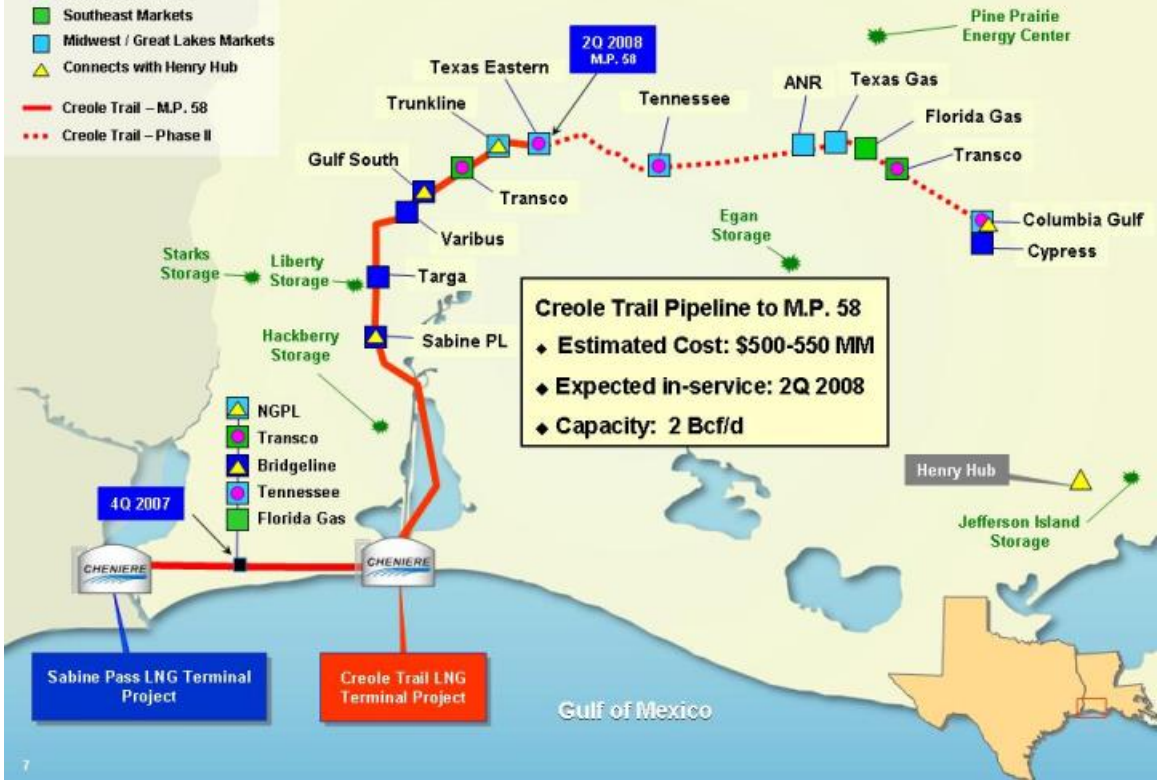 Southeast Markets
Midwest / Great Lakes Markets
Connects with Henry Hub
Creole Trail – M.P. 58
Creole Trail – Phase II
Pine Prairie
Energy Center
2Q 2008
M.P. 58
Texas Eastern
Trunkline
Gulf South
Transco
Varibus
Targa
Sabine PL
Tennessee
ANR
Texas Gas
Florida Gas
Transco
Columbia Gulf
Cypress
Starks
Storage
Liberty
Storage
Hackberry
Storage
Egan
Storage
Creole Trail Pipeline to M.P. 58
♦ Estimated Cost: $500-550 MM
♦ Expected in-service: 2Q 2008
♦ Capacity: 2 Bcf/d
NGPL
Transco
Bridgeline
Tennessee
Florida Gas
4Q 2007
Henry Hub
Jefferson Island
Storage
CHENIERE
CHENIERE
Sabine Pass LNG Terminal
Project
Creole Trail LNG
Terminal Project
Gulf of Mexico
7